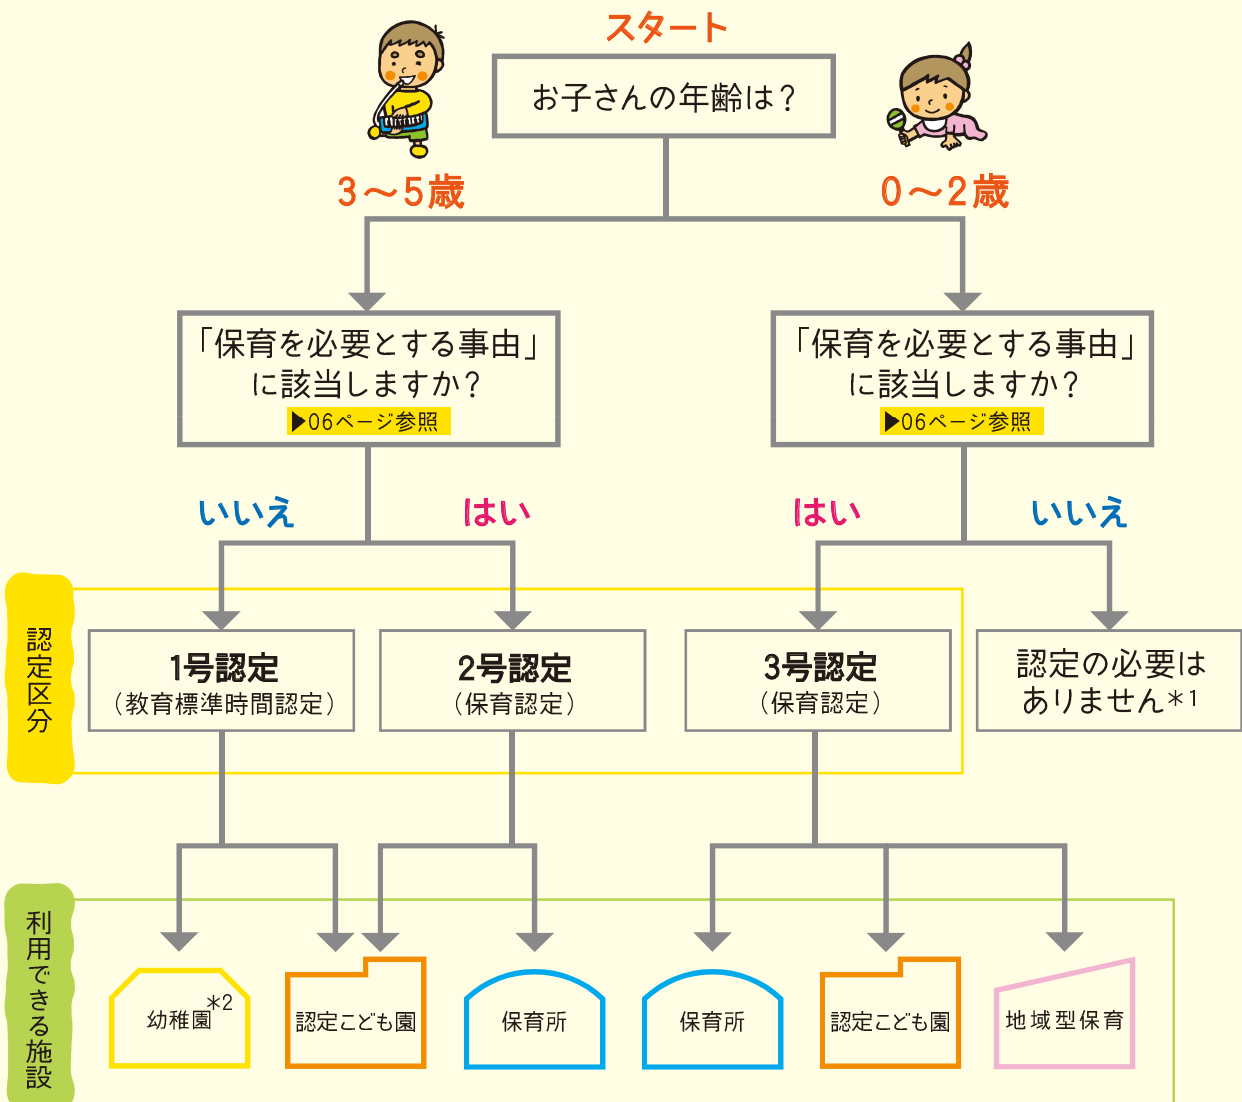 スタート
お子さんの年齢は？
3～5歳
0～2歳
「保育を必要とする事由」
に該当しますか？
▶06ページ参照
「保育を必要とする事由」
に該当しますか？
▶06ページ参照
いいえ
はい
はい
いいえ
認定区分
1号認定
（教育標準時間認定）
2号認定
（保育認定）
3号認定
（保育認定）
認定の必要は
ありません＊1
利用できる施設
幼稚園＊2
認定こども園
保育所
保育所
認定こども園
地域型保育